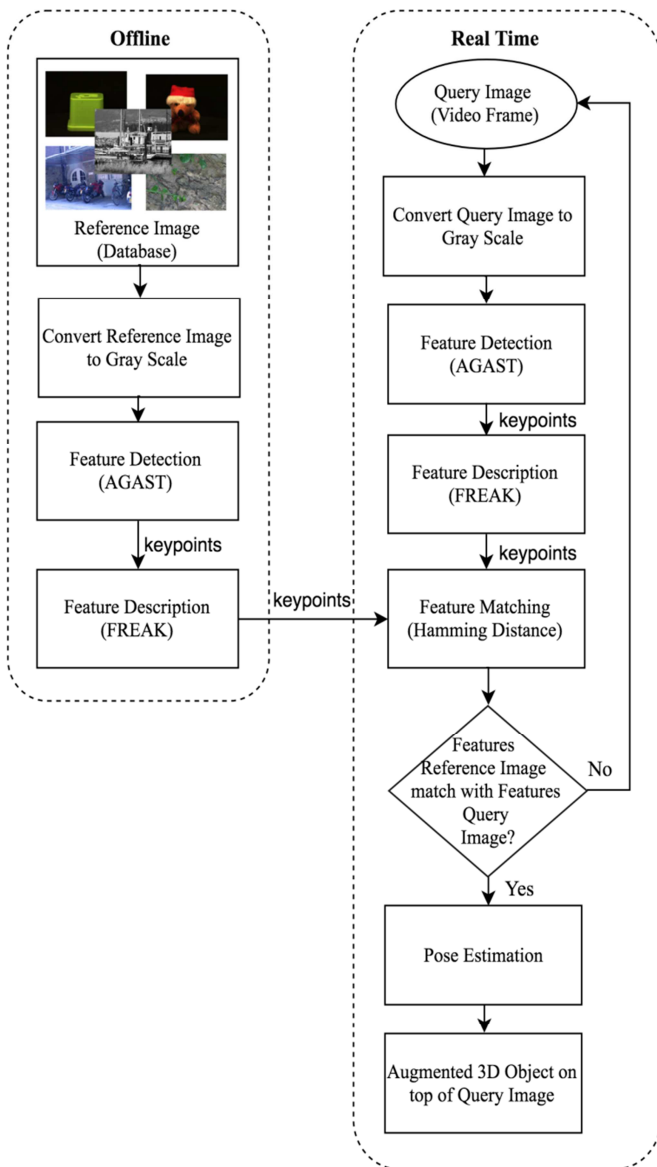 Offline
Reference Image
(Database)
Convert Reference Image
to Gray Scale
Feature Detection
(AGAST)
keypoints
Feature Description
(FREAK)
keypoints
Real Time
Query Image
(Video Frame)
Convert Query Image to
Gray Scale
Feature Detection
(AGAST)
keypoints
Feature Description
(FREAK)
keypoints
Feature Matching
(Hamming Distance)
Features
Reference Image
match with Features
Query
Image?
No
Yes
Pose Estimation
Augmented 3D Object on
top of Query Image